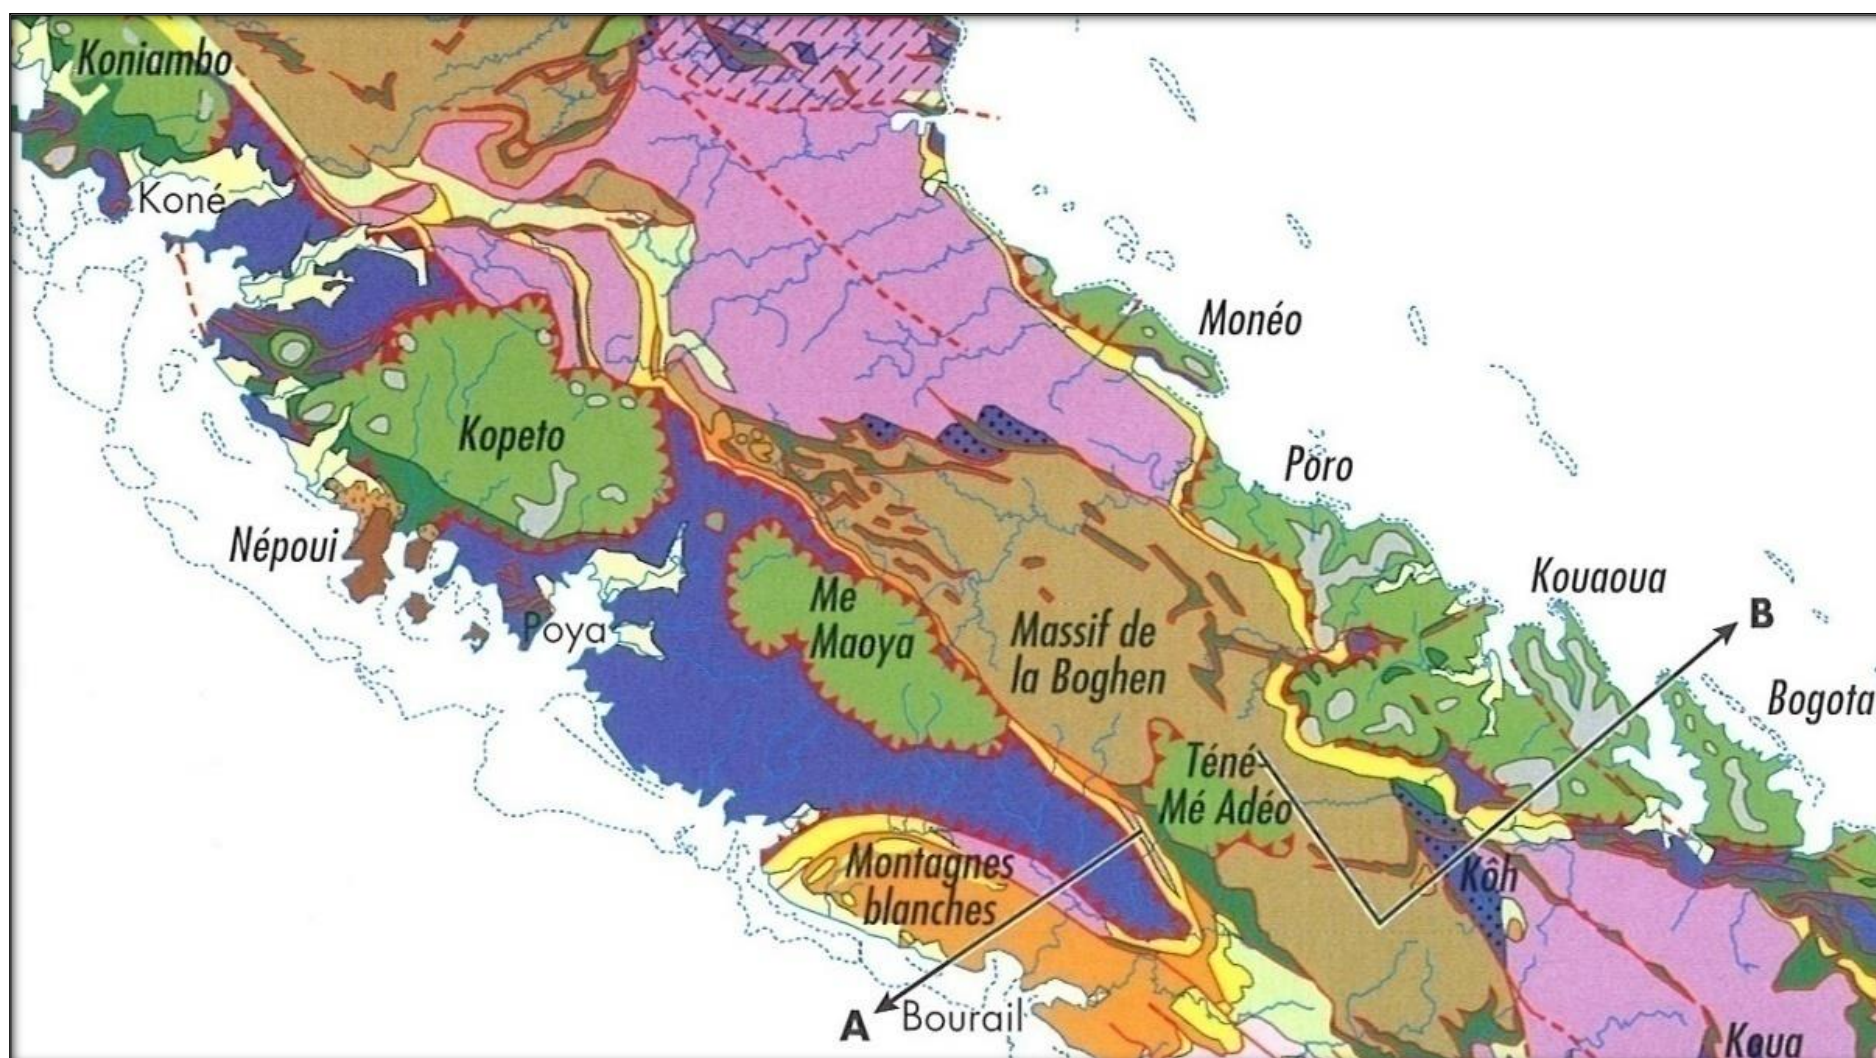 Koniambo
Koné
Monéo
Kopeto
Poro
Népoui
Kouaoua
Me
Maoya
Massif de
la Boghen
B
Poya
Bogota
Téné-
Mé Adéo
Montagnes
blanches
Kôh
A
Bourail
Koua